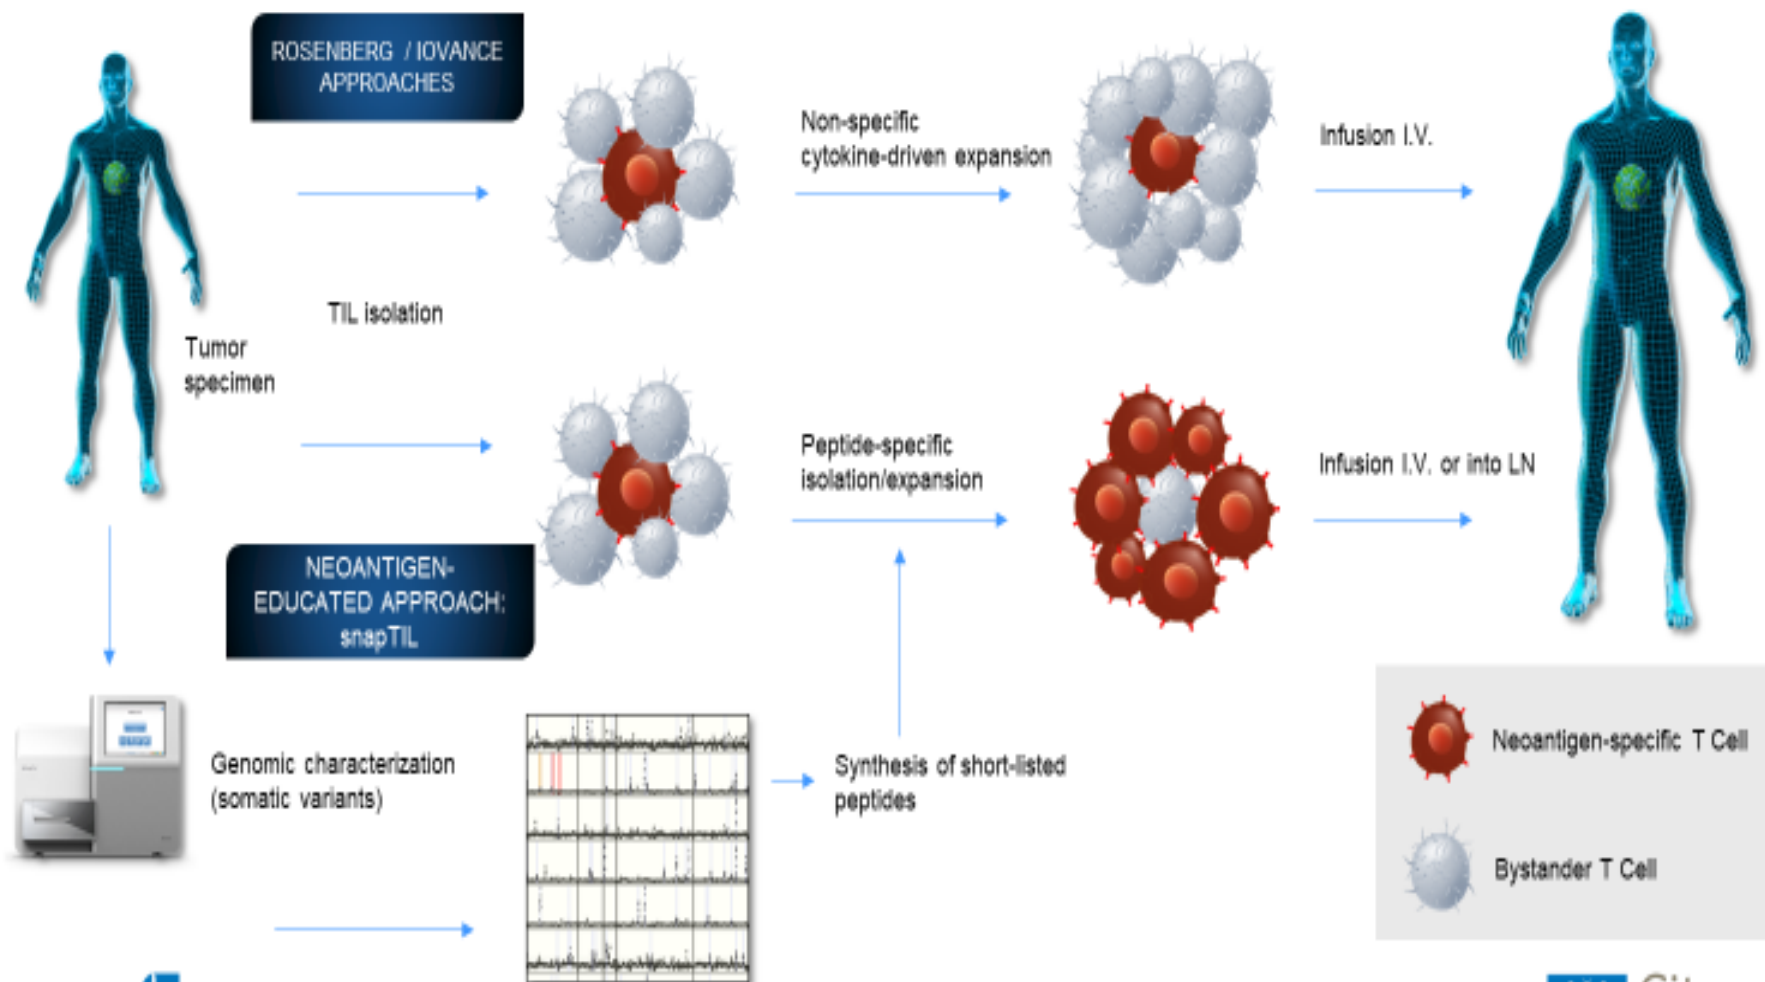 ROSENBERG / IOVANCE
APPROACHES
Non-specific
cytokine-driven expansion
Infusion I.V.
TIL isolation
Tumor
specimen
Peptide-specific
isolation/expansion
Infusion I.V. or into LN
NEOANTIGEN-
EDUCATED APPROACH:
snapTIL
Genomic characterization
(somatic variants)
Synthesis of short-listed
peptides
Neoantigen-specific T Cell
Bystander T Cell